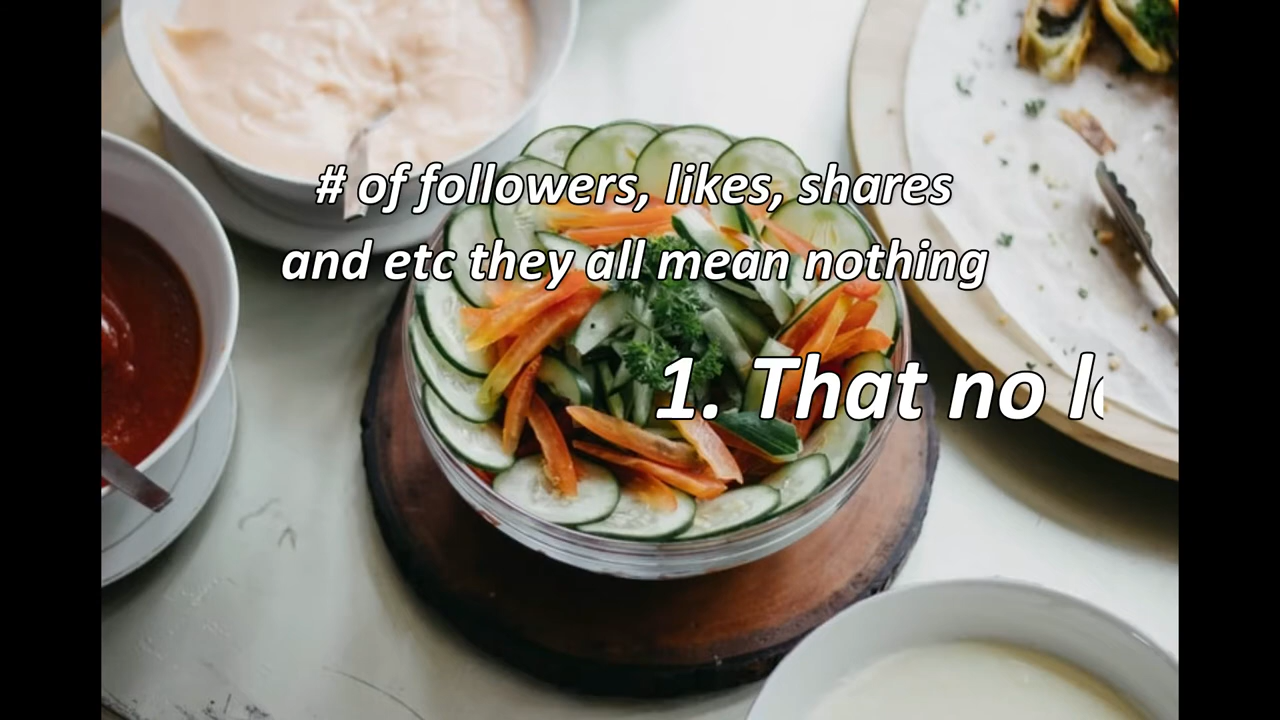 # of followers, likes, shares
and etc they all mean nothing
1. That no